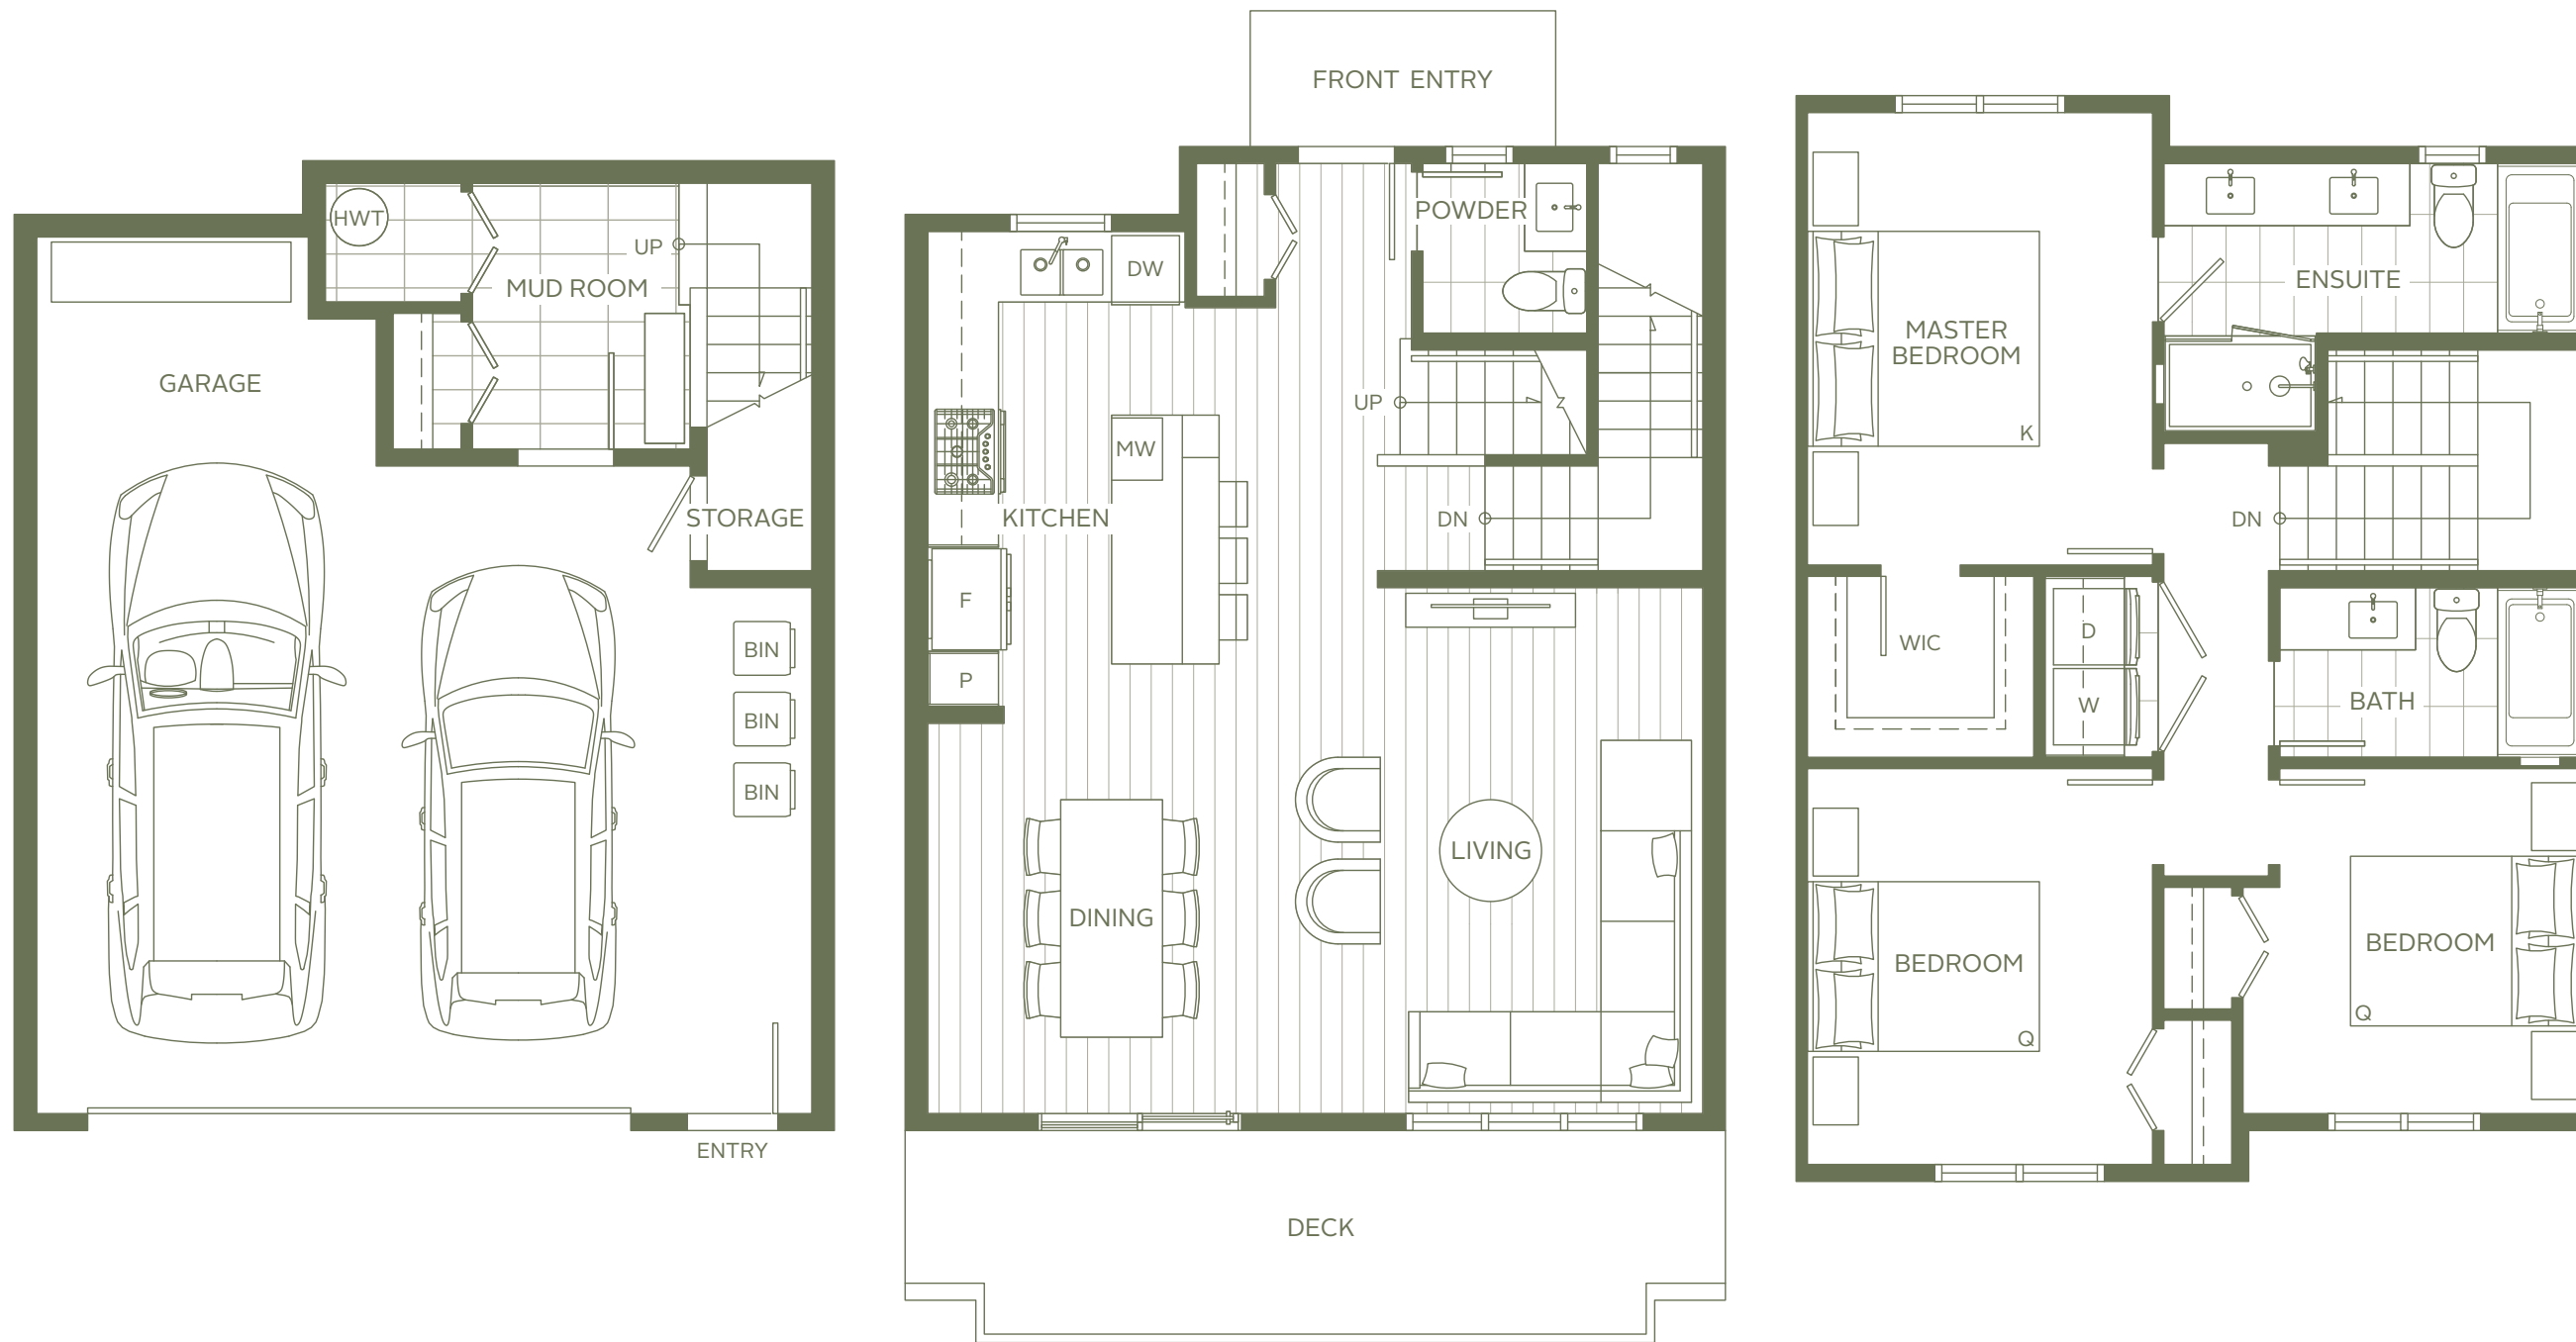 HWT
UP
MUD ROOM
GARAGE
STORAGE
BIN
BIN
BIN
ENTRY
FRONT ENTRY
POWDER
DW
UP
MW
KITCHEN
DN
F
P
LIVING
DINING
DECK
ENSUITE
MASTER
BEDROOM
K
DN
WIC
D
W
BATH
BEDROOM
Q
BEDROOM
Q